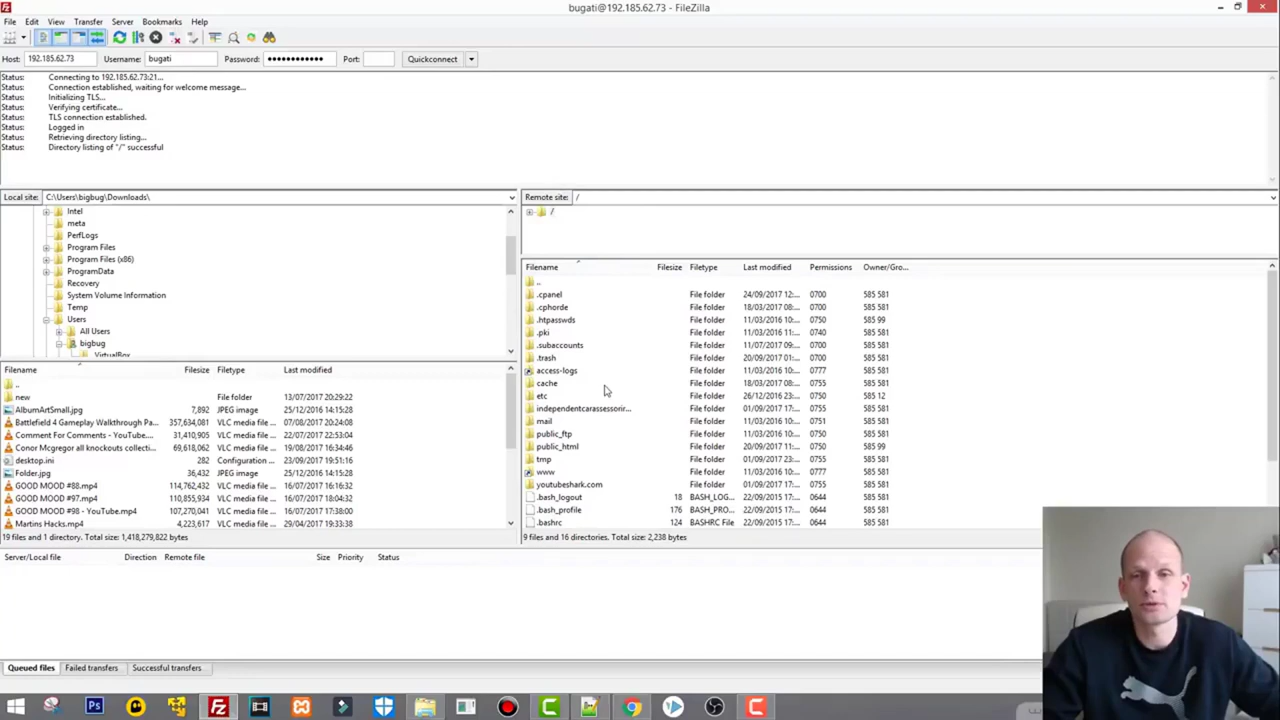 bugati@192.185.62.73 - FileZilla
File Edit View Transfer Server Bookmarks Help
Host: 192.185.62.73 Username: bugati Password: ●●●●●●●●●●●● Port: Quickconnect
Status: Connecting to 192.185.62.73:21...
Status: Connection established, waiting for welcome message...
Status: Initializing TLS...
Status: Verifying certificate...
Status: TLS connection established.
Status: Logged in
Status: Retrieving directory listing...
Status: Directory listing of "/" successful
Local site: C:\Users\bigbug\Downloads\
Intel
meta
PerfLogs
Program Files
Program Files (x86)
ProgramData
Recovery
System Volume Information
Temp
Users
All Users
bigbug
VirtualBox
Filename Filesize Filetype Last modified
..
new File folder 13/07/2017 20:29:22
AlbumArtSmall.jpg 7,892 JPEG image 25/12/2016 14:15:28
Battlefield 4 Gameplay Walkthrough Pa... 357,634,081 VLC media file ... 07/08/2017 20:24:08
Comment For Comments - YouTube.... 31,410,905 VLC media file ... 22/07/2017 22:53:04
Conor Mcgregor all knockouts collecti... 69,618,062 VLC media file ... 19/08/2017 16:34:46
desktop.ini 282 Configuration ... 23/09/2017 19:51:16
Folder.jpg 36,432 JPEG image 25/12/2016 14:15:28
GOOD MOOD #88.mp4 114,762,432 VLC media file ... 16/07/2017 16:16:32
GOOD MOOD #97.mp4 110,855,934 VLC media file ... 16/07/2017 18:04:32
GOOD MOOD #98 - YouTube.mp4 107,270,041 VLC media file ... 16/07/2017 17:38:00
Martins Hacks.mp4 4,223,617 VLC media file ... 29/04/2017 19:33:38
19 files and 1 directory. Total size: 1,418,279,822 bytes
Remote site: /
/
Filename Filesize Filetype Last modified Permissions Owner/Gro...
..
.cpanel File folder 24/09/2017 12:... 0700 585 581
.cphorde File folder 18/03/2017 08:... 0700 585 581
.htpasswds File folder 11/03/2016 10:... 0750 585 99
.pki File folder 11/03/2016 11:... 0740 585 581
.subaccounts File folder 11/07/2017 09:... 0700 585 581
.trash File folder 20/09/2017 01:... 0700 585 581
access-logs File folder 11/03/2016 10:... 0777 585 581
cache File folder 18/03/2017 08:... 0755 585 581
etc File folder 26/12/2016 23:... 0750 585 12
independentcarassessorir... File folder 01/09/2017 17:... 0755 585 581
mail File folder 11/03/2016 10:... 0751 585 581
public_ftp File folder 11/03/2016 10:... 0750 585 581
public_html File folder 20/09/2017 11:... 0750 585 99
tmp File folder 01/09/2017 23:... 0755 585 581
www File folder 11/03/2016 10:... 0777 585 581
youtubeshark.com File folder 01/09/2017 17:... 0755 585 581
.bash_logout 18 BASH_LOG... 22/09/2015 17:... 0644 585 581
.bash_profile 176 BASH_PRO... 22/09/2015 17:... 0644 585 581
.bashrc 124 BASHRC File 22/09/2015 17:... 0644 585 581
9 files and 16 directories. Total size: 2,238 bytes
Server/Local file Direction Remote file Size Priority Status
Queued files Failed transfers Successful transfers